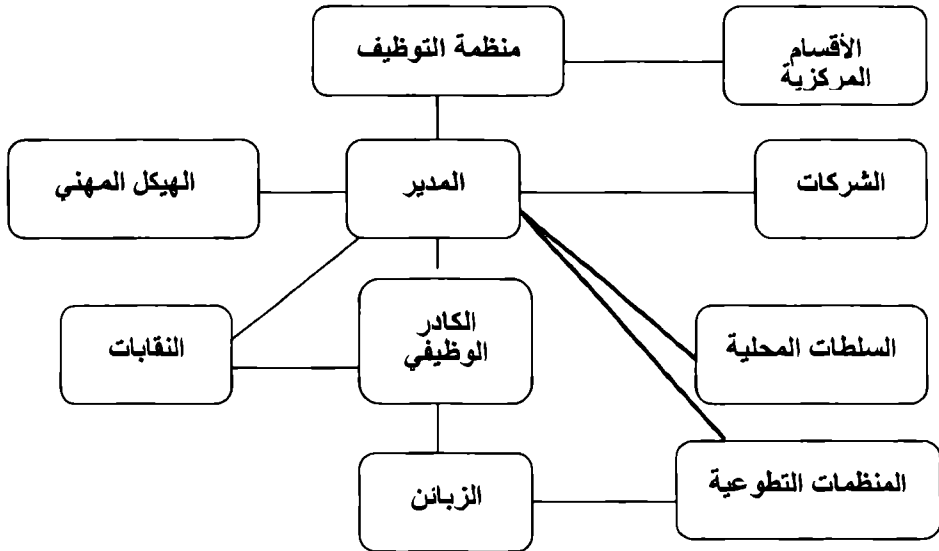 منظمة التوظيف
الأقسام
المركزية
الهيكل المهني
المدير
الشركات
النقابات
الكادر
الوظيفي
السلطات المحلية
الزبائن
المنظمات التطوعية